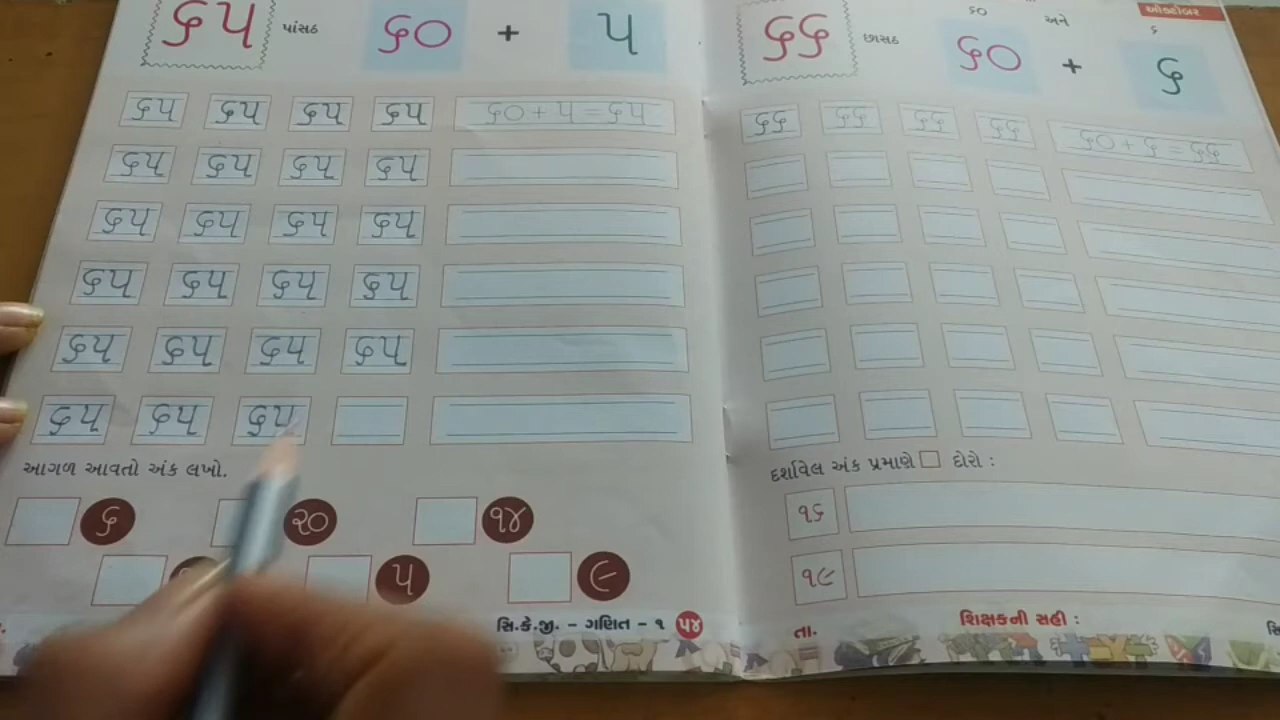 ૬૫ પાંસઠ ૬૦ + ૫
૬૫ ૬૫ ૬૫ ૬૫ ૬૦ + ૫ = ૬૫
૬૫ ૬૫ ૬૫ ૬૫
૬૫ ૬૫ ૬૫ ૬૫
૬૫ ૬૫ ૬૫ ૬૫
૬૫ ૬૫ ૬૫ ૬૫
૬૫ ૬૫ ૬૫
આગળ આવતો અંક લખો.
૬ ૨૦ ૧૪
૫ ૯
સિ.કે.જી. - ગણિત - ૧ ૫૪
ઓક્ટોબર
૬૦ અને ૬
૬૬ છાસઠ ૬૦ + ૬
૬૬ ૬૬ ૬૬ ૬૬ ૬૦ + ૬ = ૬૬
દર્શાવેલ અંક પ્રમાણે દોરો :
૧૬
૧૯
તા. શિક્ષકની સહી :